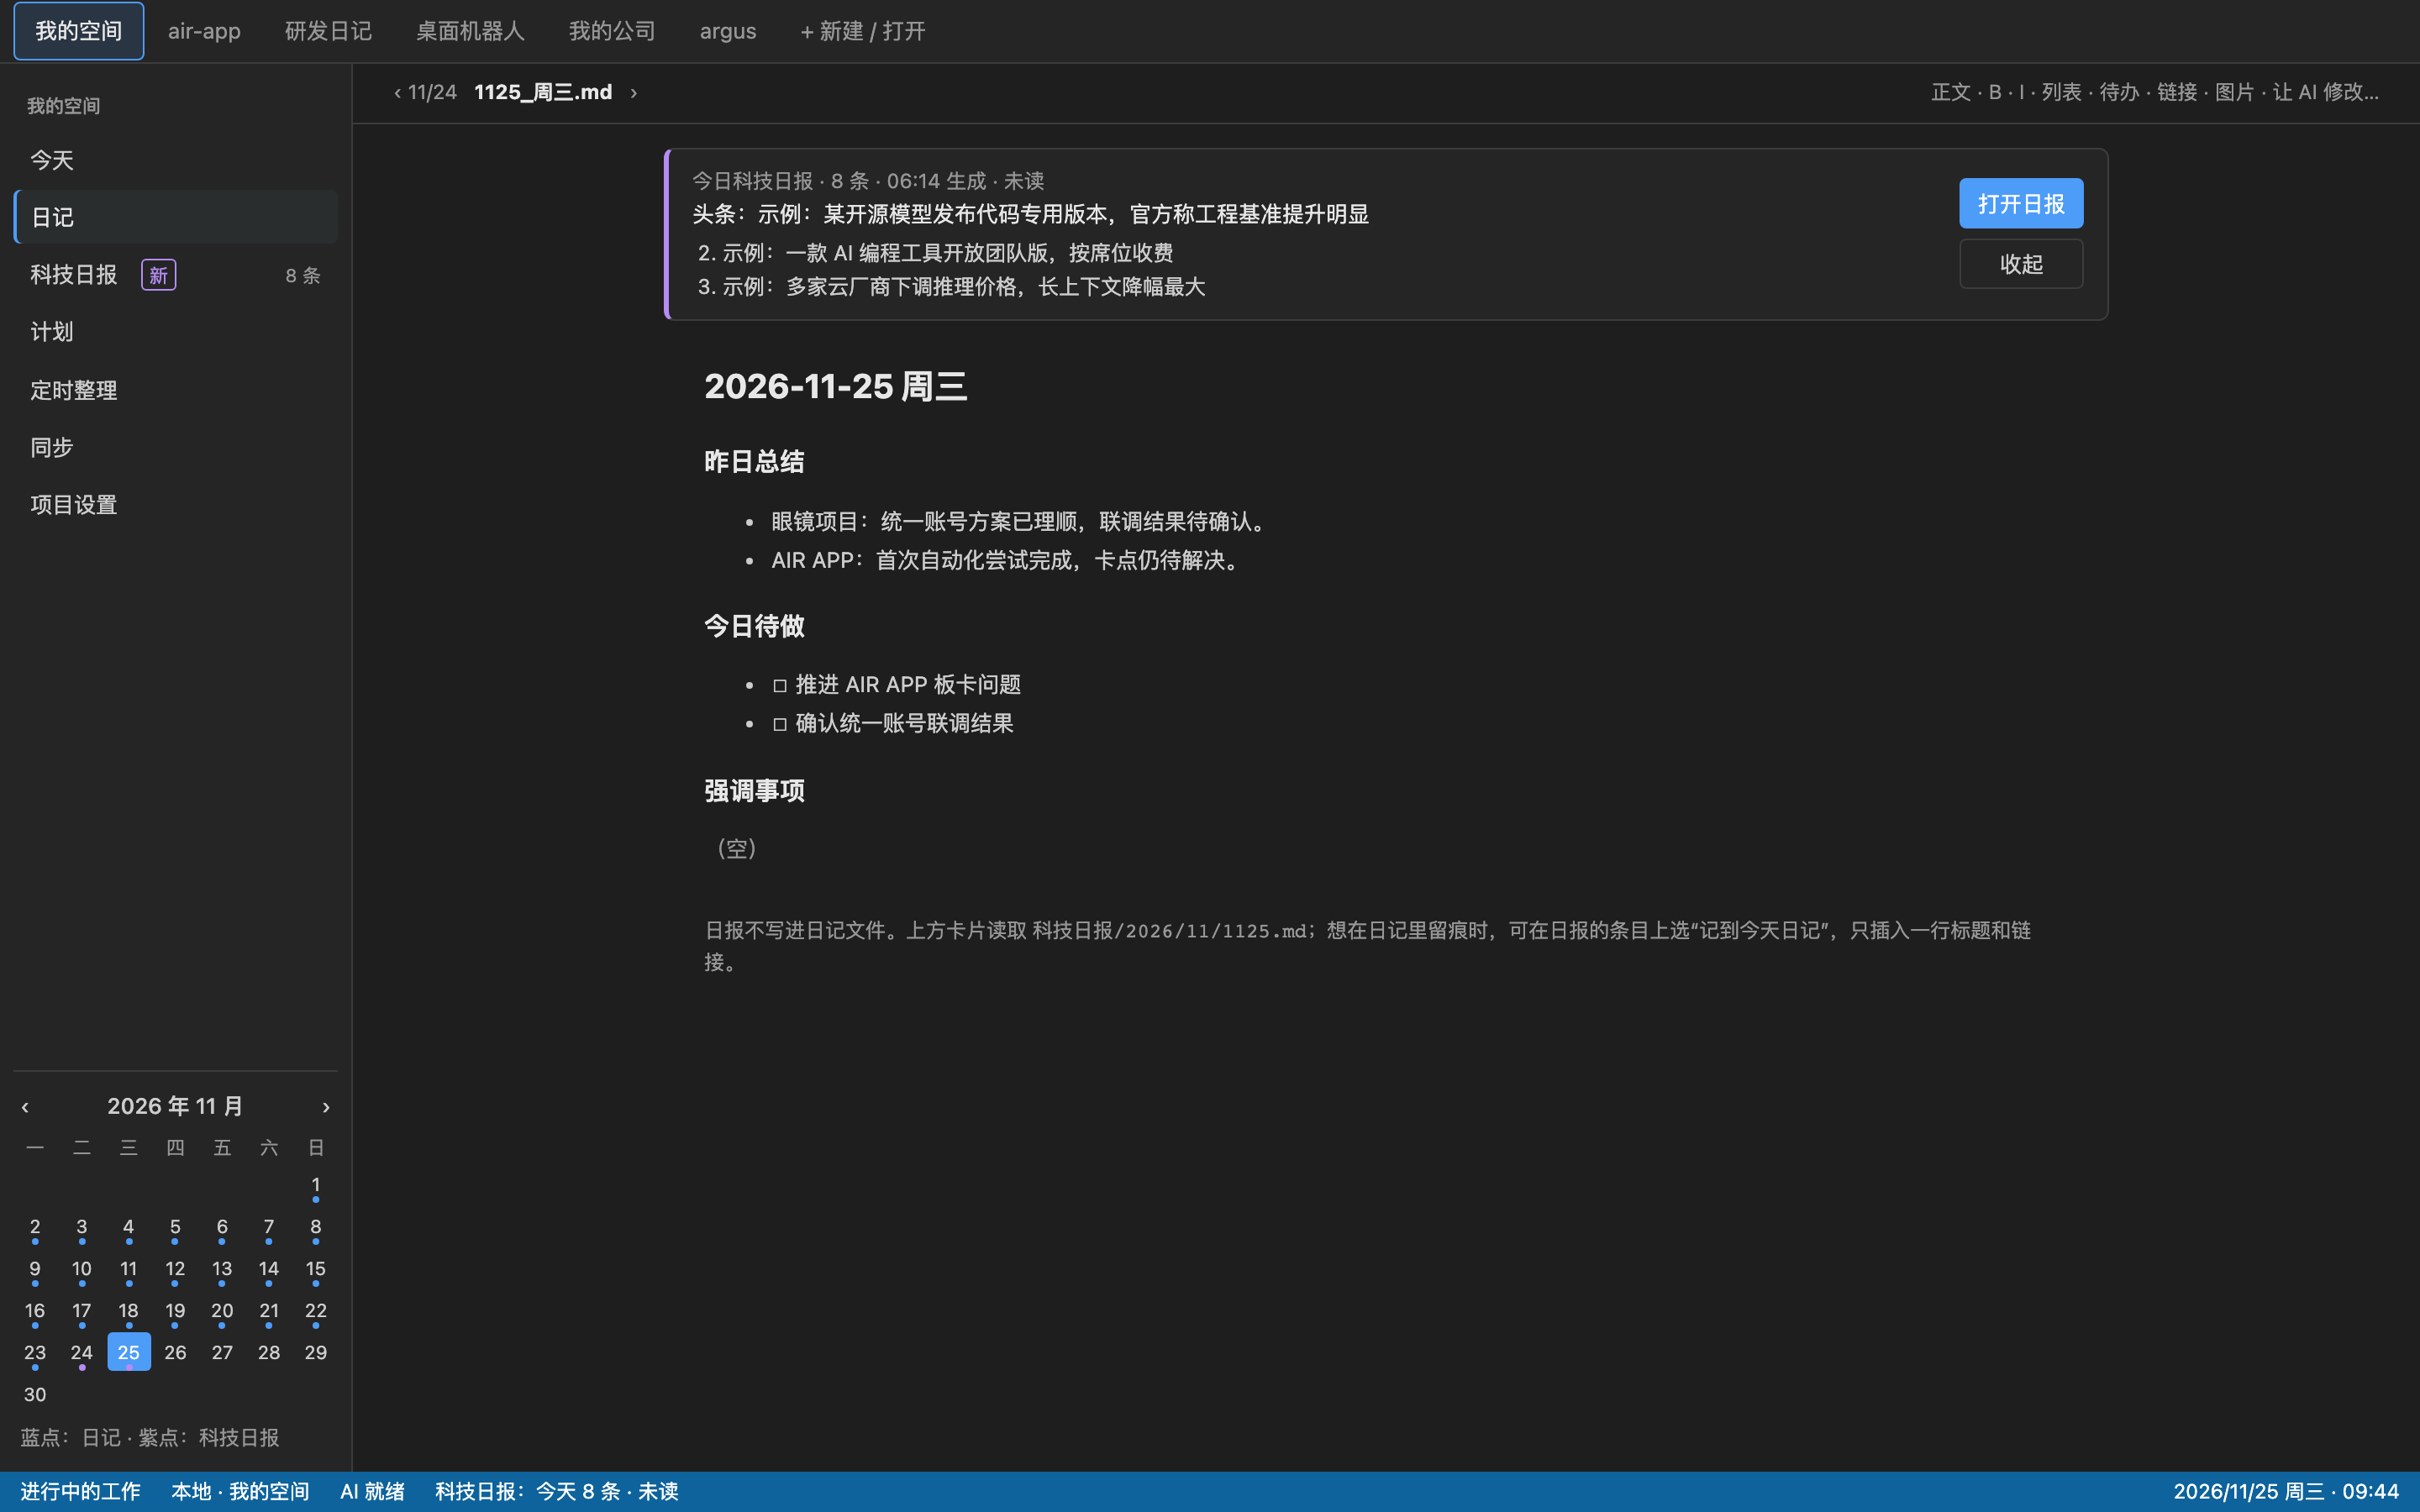 我的空间 air-app 研发日记 桌面机器人 我的公司 argus + 新建 / 打开
我的空间
今天
日记
科技日报 新 8 条
计划
定时整理
同步
项目设置
‹ 11/24 1125_周三.md ›
正文 · B · I · 列表 · 待办 · 链接 · 图片 · 让 AI 修改...
今日科技日报 · 8 条 · 06:14 生成 · 未读
头条：示例：某开源模型发布代码专用版本，官方称工程基准提升明显
2. 示例：一款 AI 编程工具开放团队版，按席位收费
3. 示例：多家云厂商下调推理价格，长上下文降幅最大
打开日报
收起
2026-11-25 周三
昨日总结
• 眼镜项目：统一账号方案已理顺，联调结果待确认。
• AIR APP：首次自动化尝试完成，卡点仍待解决。
今日待做
• □ 推进 AIR APP 板卡问题
• □ 确认统一账号联调结果
强调事项
（空）
日报不写进日记文件。上方卡片读取 科技日报/2026/11/1125.md；想在日记里留痕时，可在日报的条目上选“记到今天日记”，只插入一行标题和链
接。
‹ 2026 年 11 月 ›
一 二 三 四 五 六 日
1
2 3 4 5 6 7 8
9 10 11 12 13 14 15
16 17 18 19 20 21 22
23 24 25 26 27 28 29
30
蓝点：日记 · 紫点：科技日报
进行中的工作 本地 · 我的空间 AI 就绪 科技日报：今天 8 条 · 未读 2026/11/25 周三 · 09:44